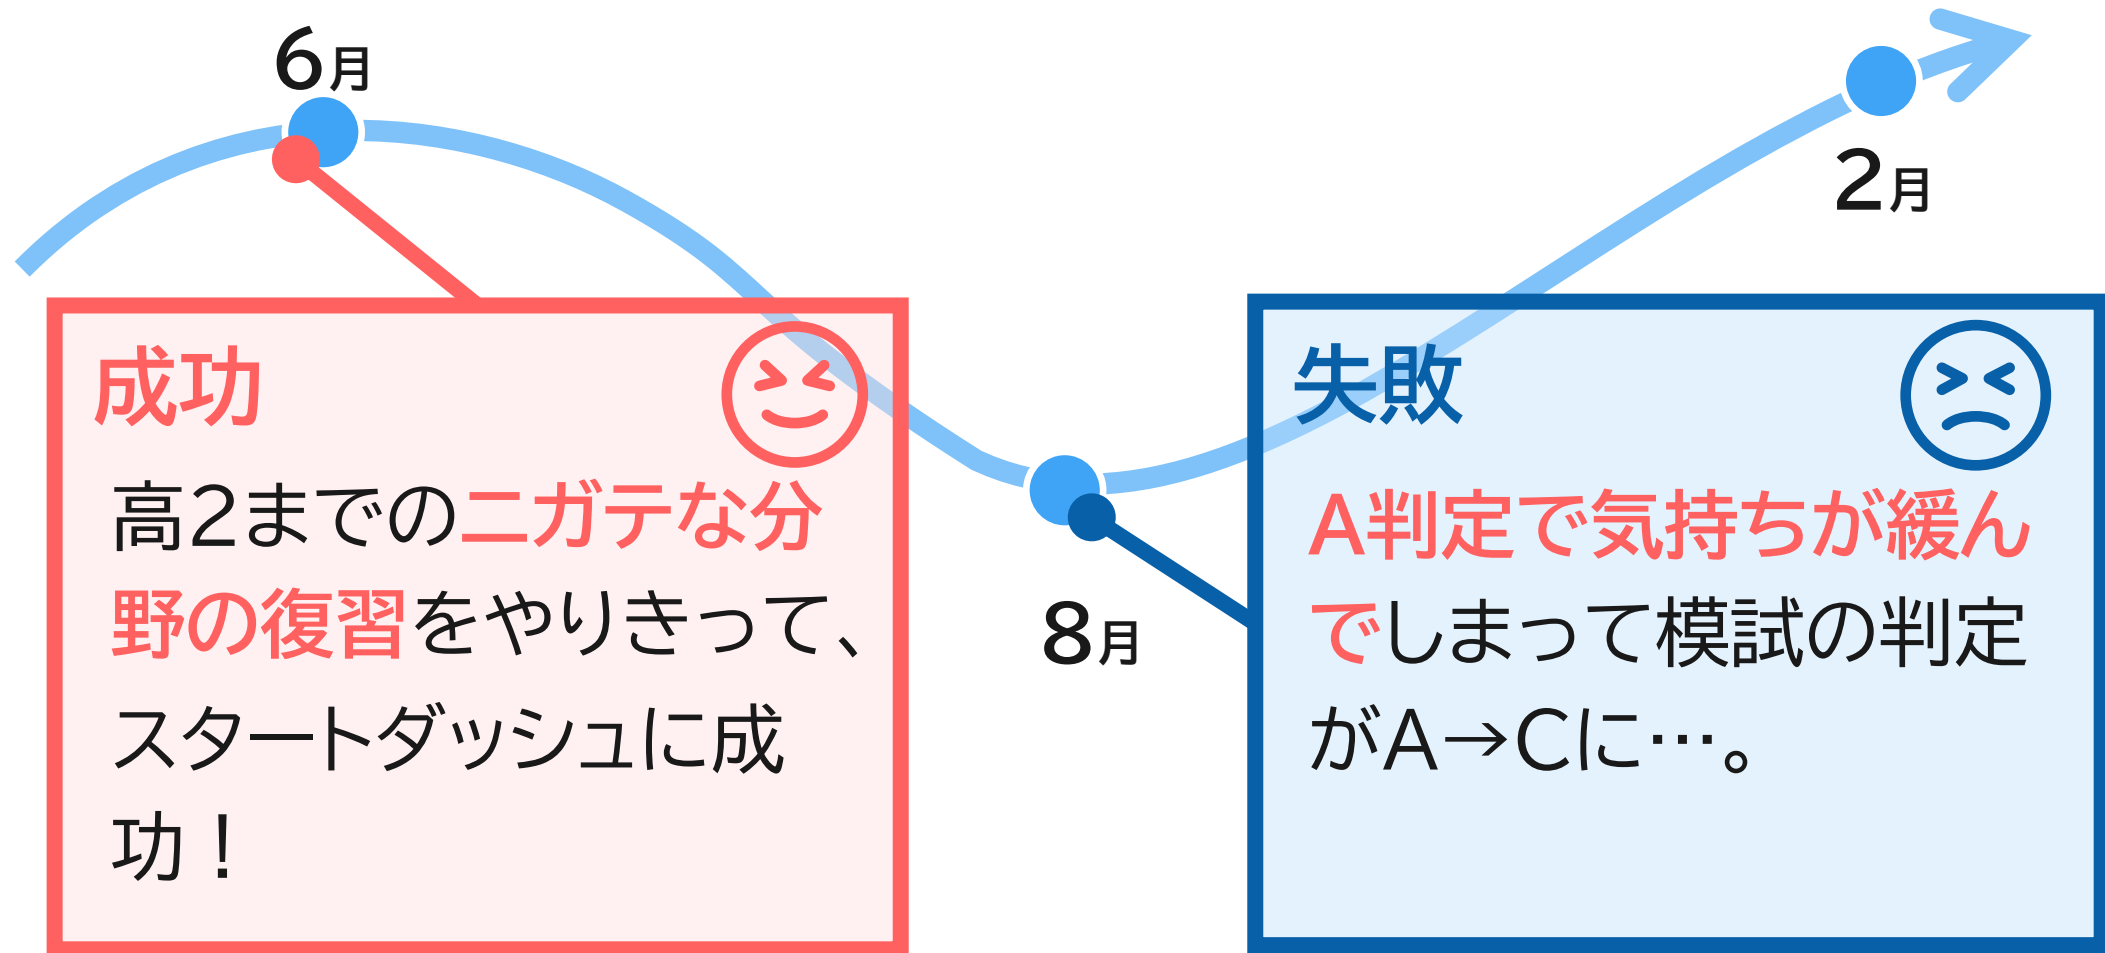 6月
2月
成功
高2までのニガテな分
野の復習をやりきって、
スタートダッシュに成
功！
8月
失敗
A判定で気持ちが緩ん
でしまって模試の判定
がA→Cに…。